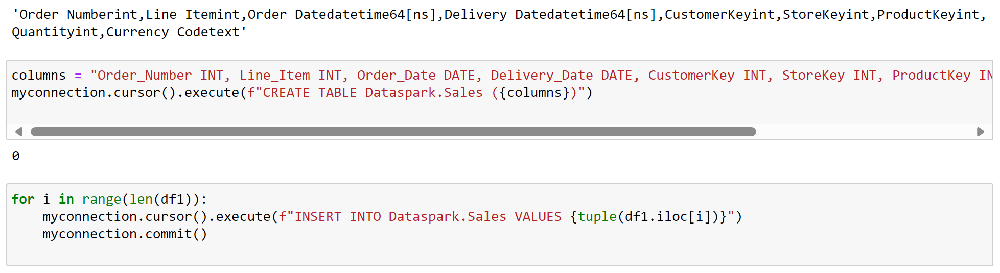 'Order Numberint,Line Itemint,Order Datedatetime64[ns],Delivery Datedatetime64[ns],CustomerKeyint,StoreKeyint,ProductKeyint,
Quantityint,Currency Codetext'
columns = "Order_Number INT, Line_Item INT, Order_Date DATE, Delivery_Date DATE, CustomerKey INT, StoreKey INT, ProductKey IN
myconnection.cursor().execute(f"CREATE TABLE Dataspark.Sales ({columns})")
0
for i in range(len(df1)):
    myconnection.cursor().execute(f"INSERT INTO Dataspark.Sales VALUES {tuple(df1.iloc[i])}")
    myconnection.commit()